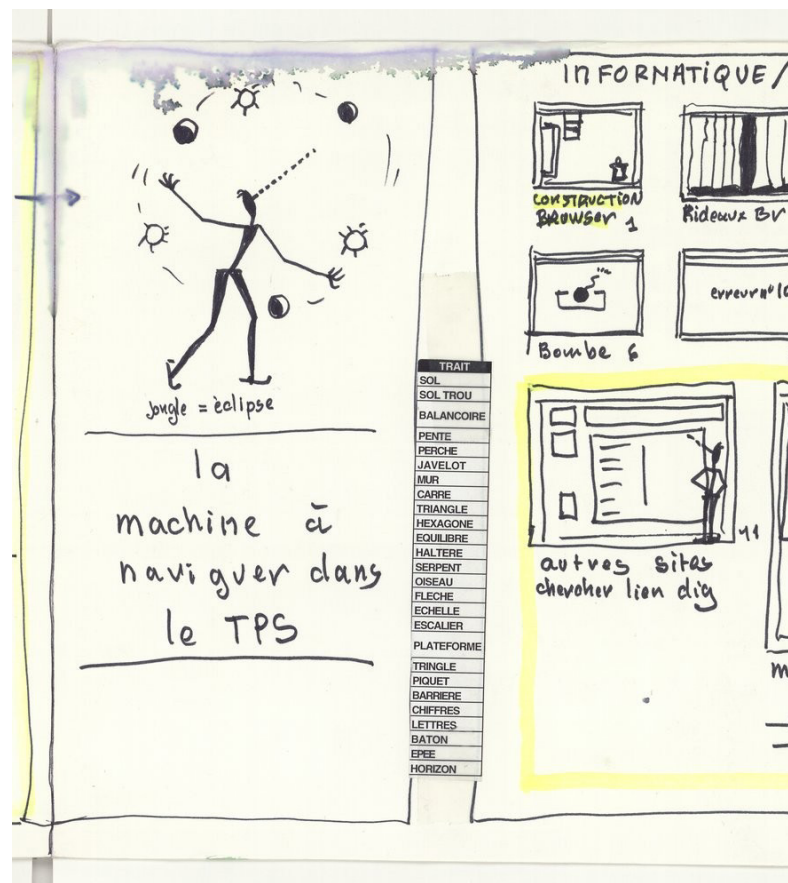 jongle = èclipse
la
machine à
naviguer dans
le TPS
TRAIT
SOL
SOL TROU
BALANCOIRE
PENTE
PERCHE
JAVELOT
MUR
CARRE
TRIANGLE
HEXAGONE
EQUILIBRE
HALTERE
SERPENT
OISEAU
FLECHE
ECHELLE
ESCALIER
PLATEFORME
TRINGLE
PIQUET
BARRIERE
CHIFFRES
LETTRES
BATON
EPEE
HORIZON
INFORMATIQUE/
CONSTRUCTION
BROWSER 1
Rideaux Br
erreur n° 10
Bombe 6
11
autres sites
chercher lien dig
m